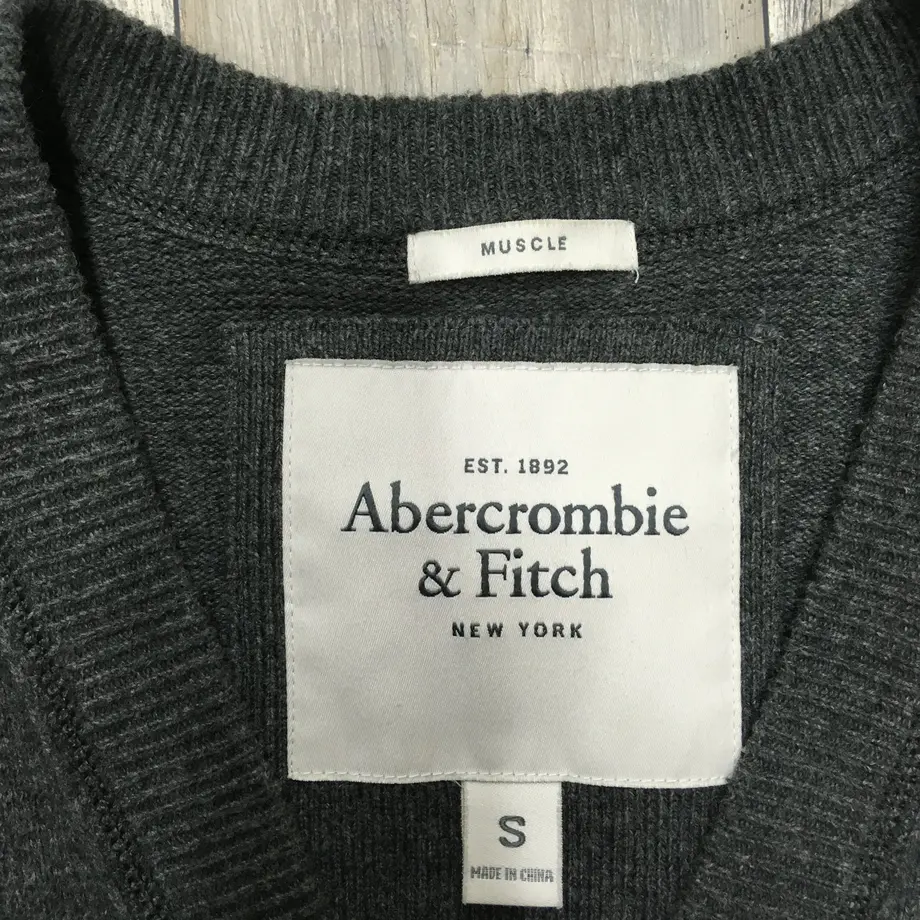 MUSCLE
EST. 1892
Abercrombie
& Fitch
NEW YORK
S
MADE IN CHINA